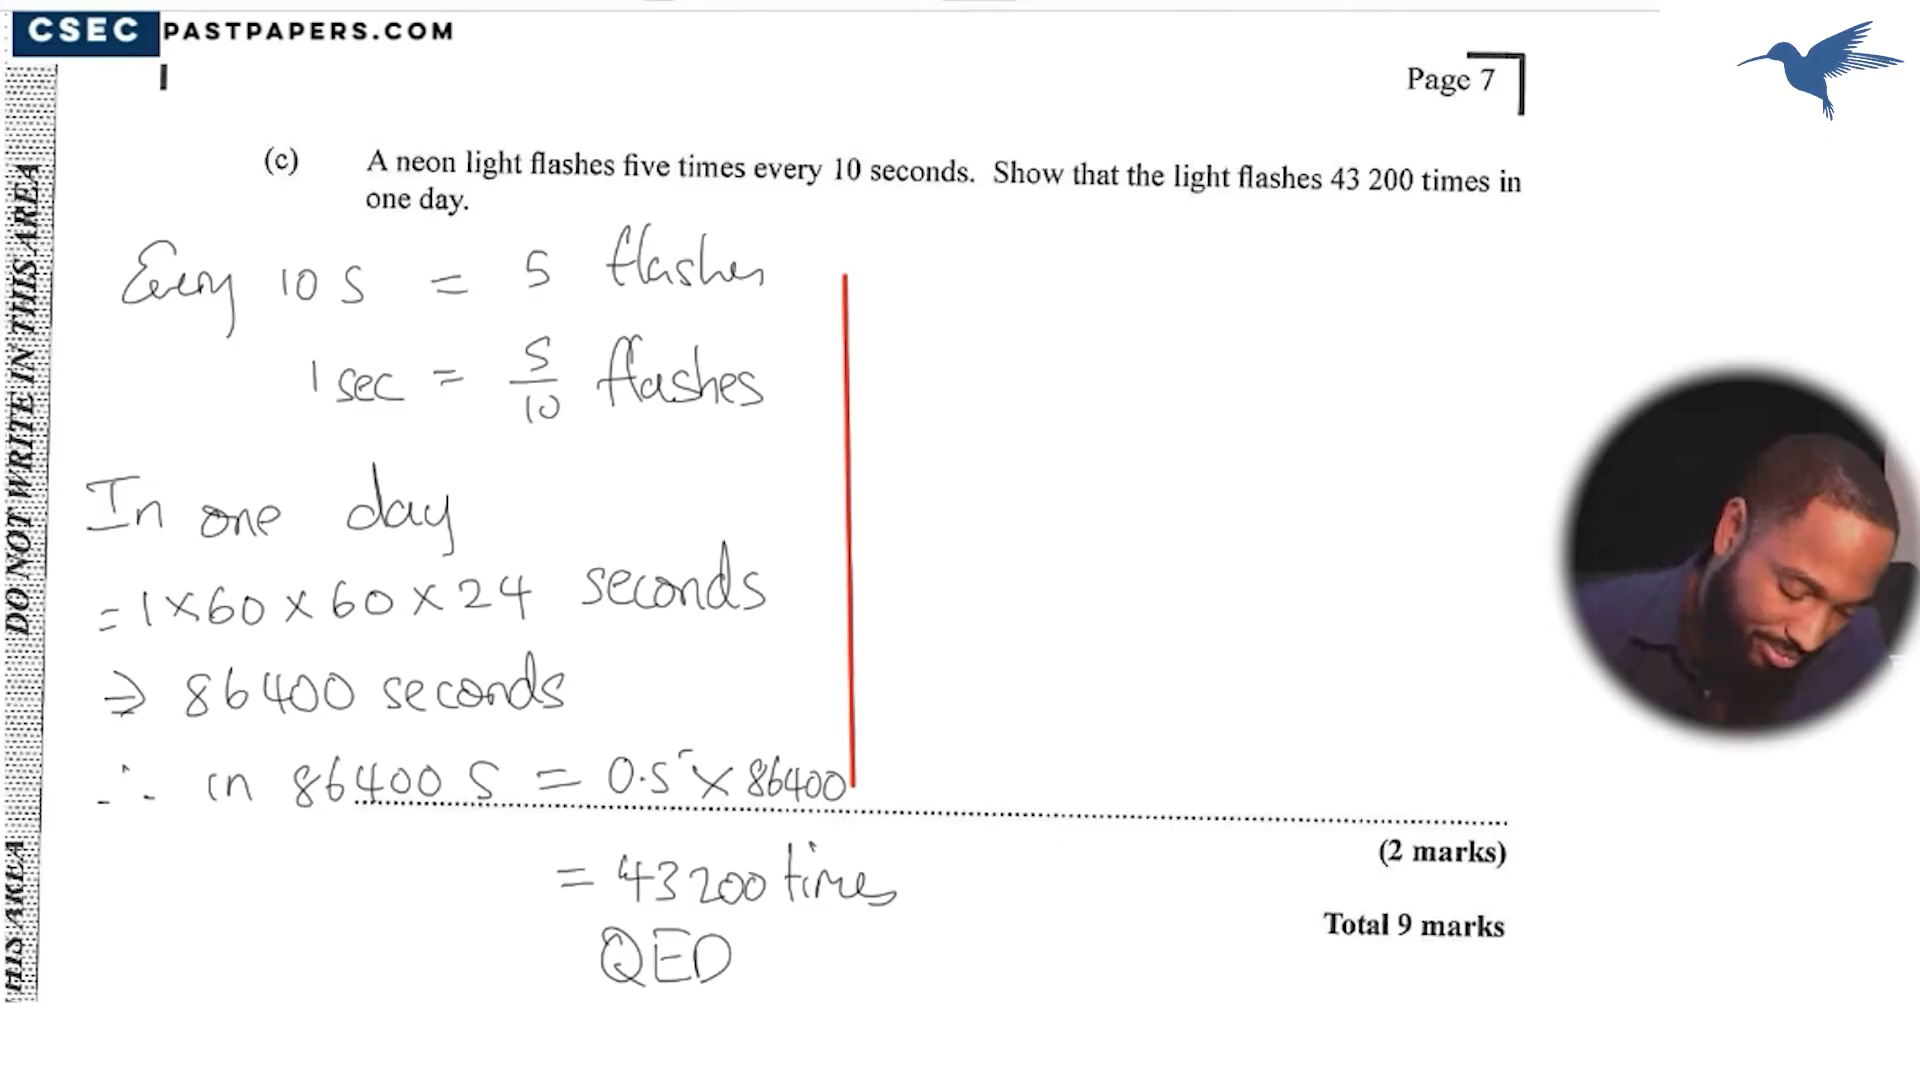 CSEC PASTPAPERS.COM
Page 7
DO NOT WRITE IN THIS AREA
(c) A neon light flashes five times every 10 seconds. Show that the light flashes 43 200 times in
one day.
Every 10 S = 5 flashes
1 sec = 5/10 flashes
In one day
= 1 × 60 × 60 × 24 seconds
⇒ 86400 seconds
∴ in 86400 S = 0.5 × 86400
(2 marks)
= 43200 times
Total 9 marks
QED
HIS AREA